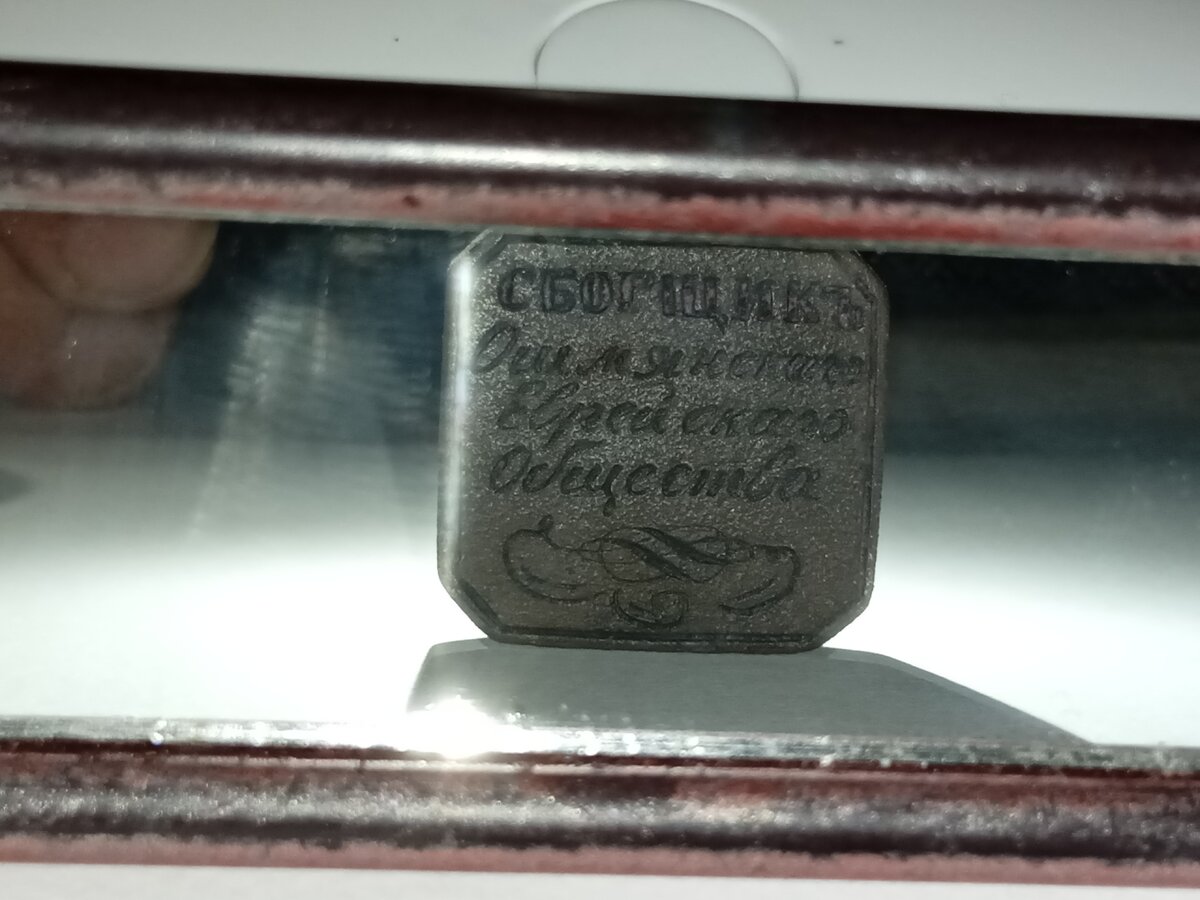 СБОРЩИКЪ
Ошмянскаго
Еврейскаго
Общества